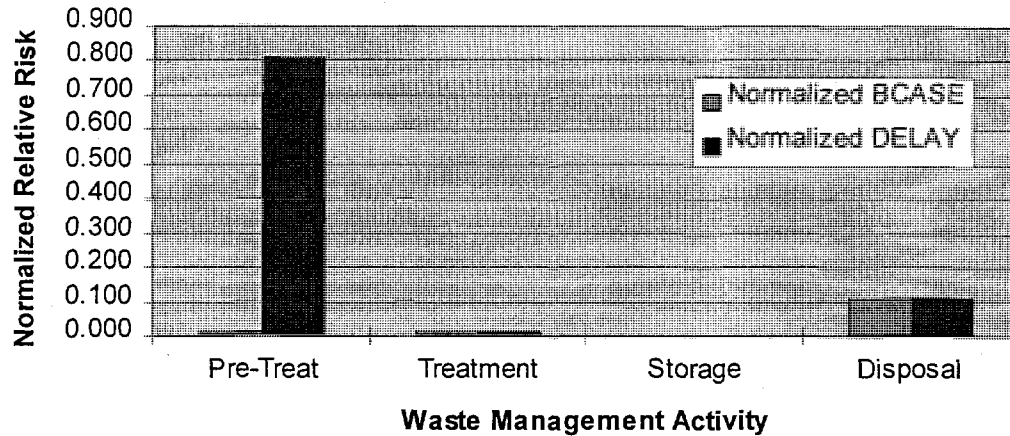 Normalized Relative Risk
0.900
0.800
0.700
0.600
0.500
0.400
0.300
0.200
0.100
0.000
Normalized BCASE
Normalized DELAY
Pre-Treat
Treatment
Storage
Disposal
Waste Management Activity